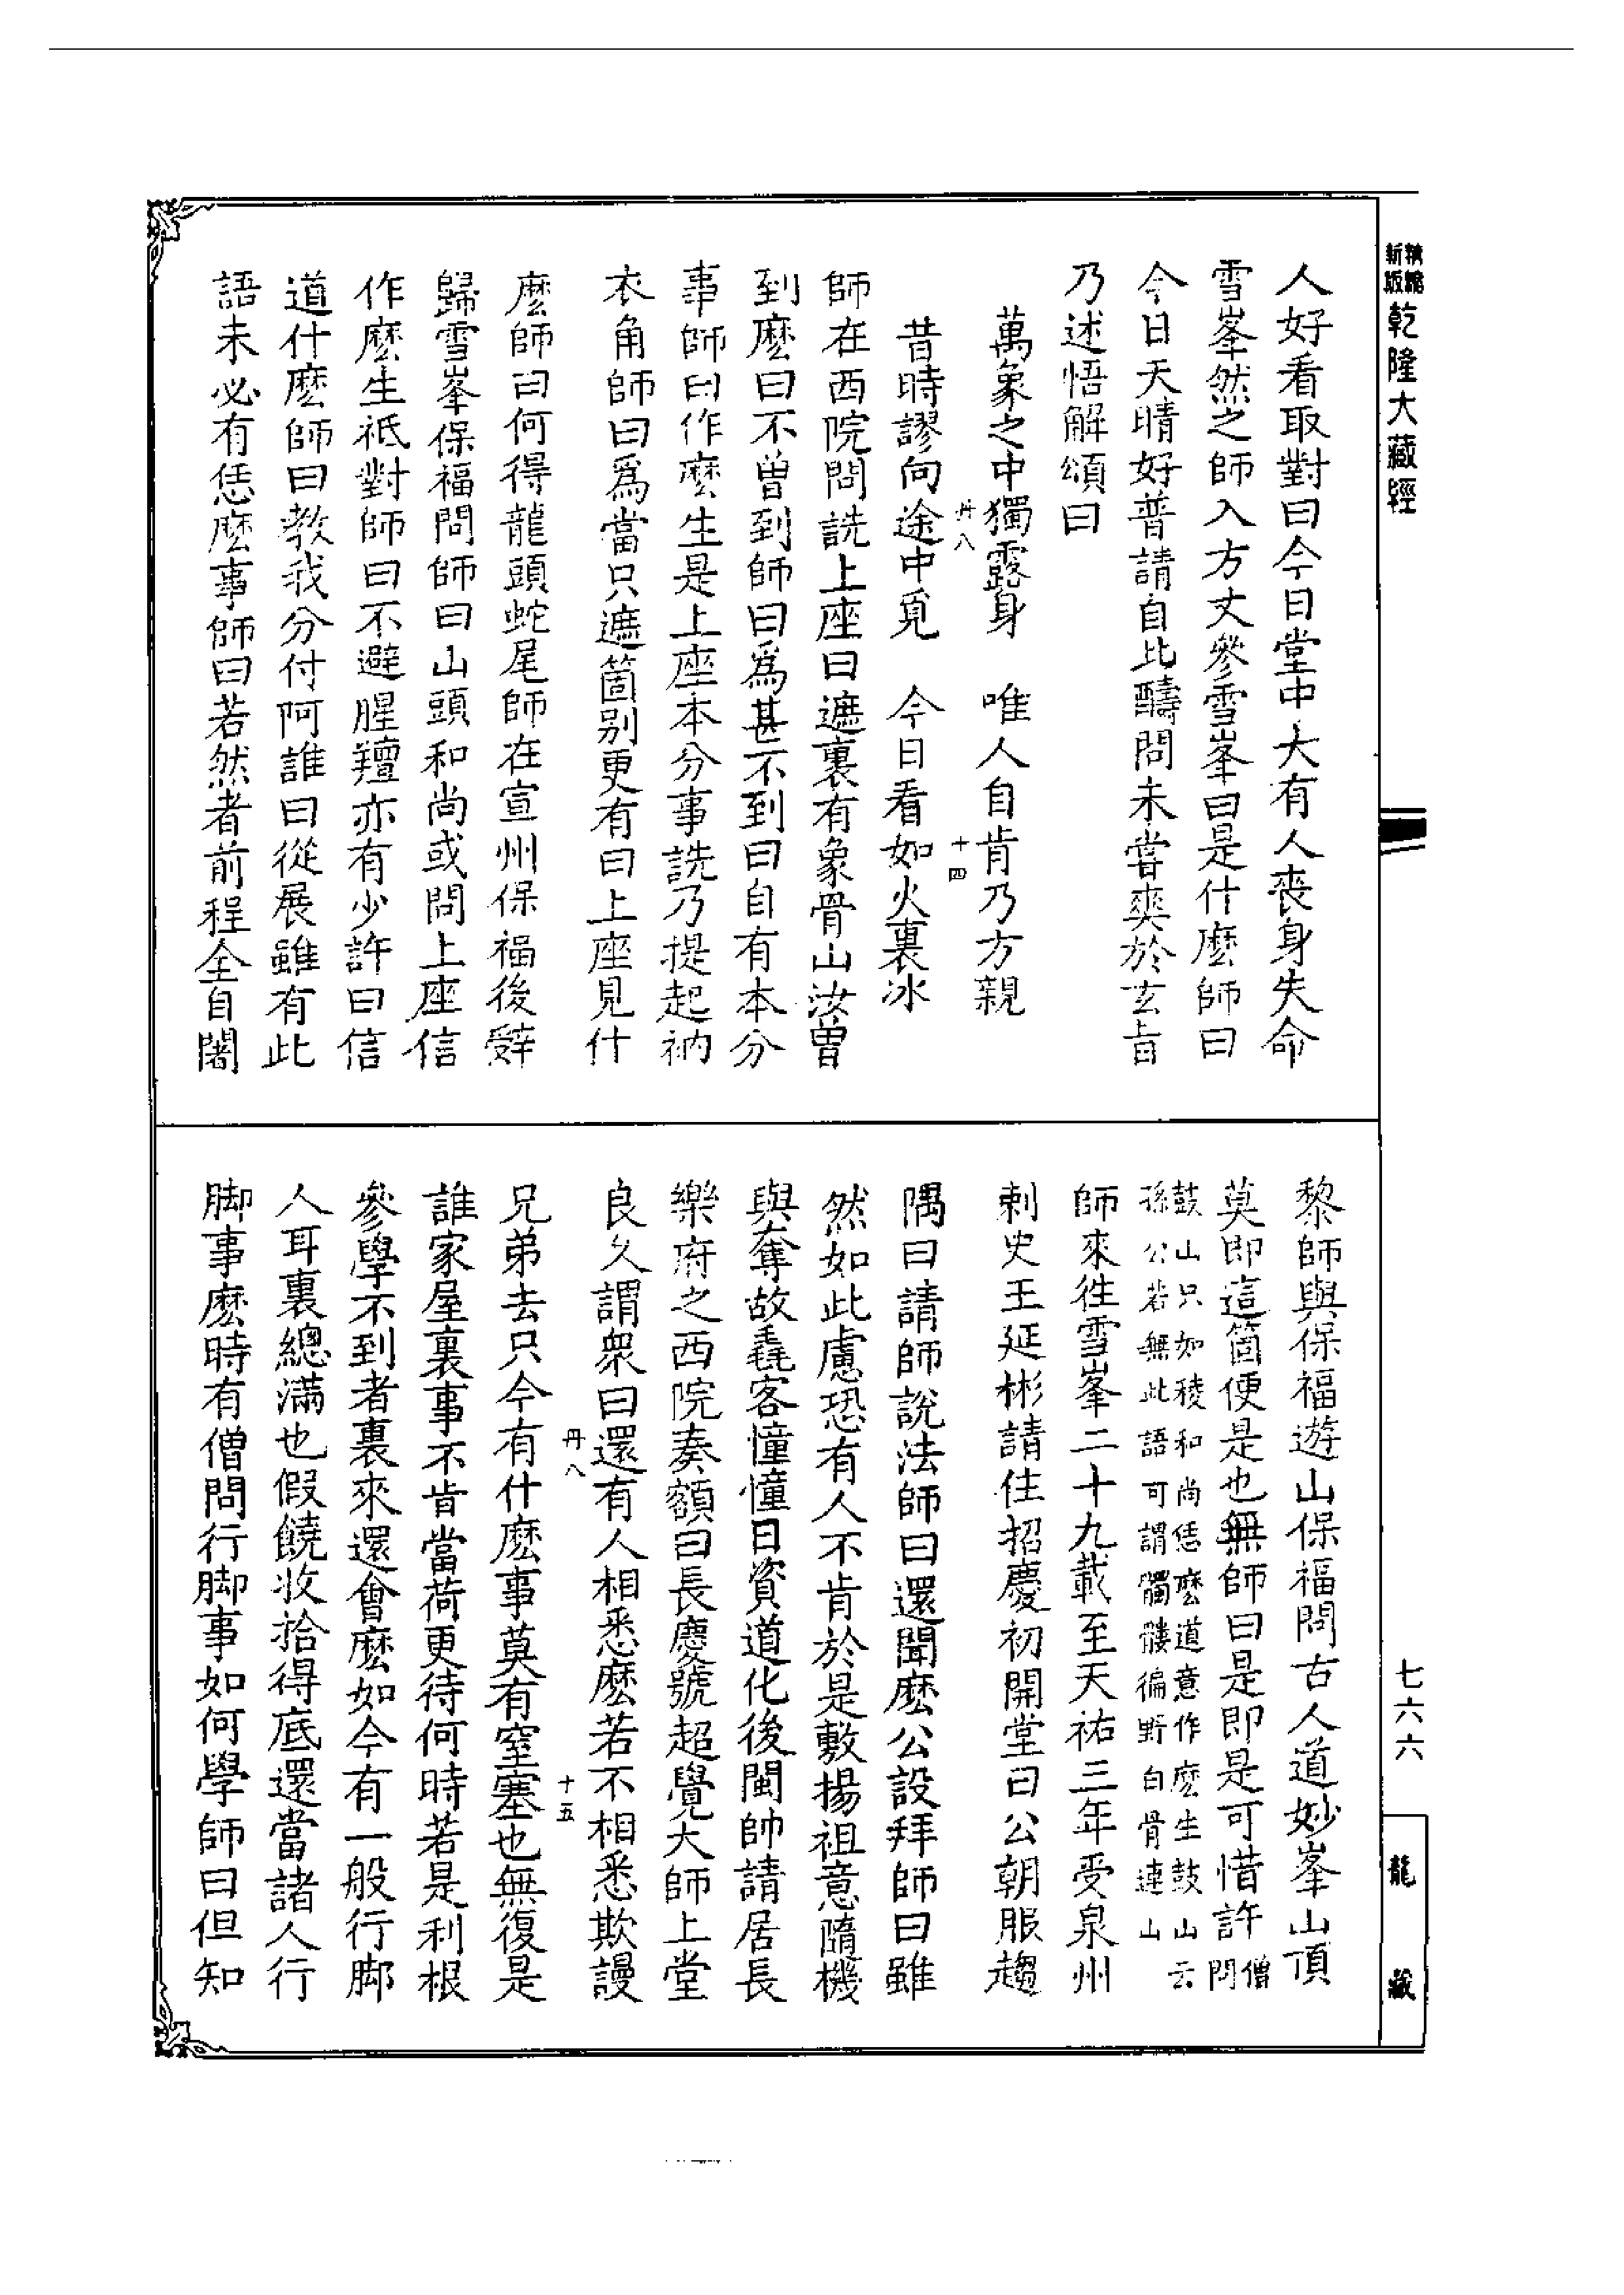 精縮新版乾隆大藏經
人好看取對曰今日堂中大有人喪身失命
雪峯然之師入方丈參雪峯曰是什麼師曰
今日天晴好普請自此疇問未嘗爽於玄旨
乃述悟解頌曰
萬象之中獨露身　唯人自肯乃方親
丹八　十四
昔時謬向途中覓　今日看如火裏冰
師在西院問詵上座曰遮裏有象骨山汝曾
到麼曰不曾到師曰爲甚不到曰自有本分
事師曰作麼生是上座本分事詵乃提起衲
衣角師曰爲當只遮箇別更有曰上座見什
麼師曰何得龍頭蛇尾師在宣州保福後辭
歸雪峯保福問師曰山頭和尚或問上座信
作麼生祇對師曰不避腥羶亦有少許曰信
道什麼師曰教我分付阿誰曰從展雖有此
語未必有恁麼事師曰若然者前程全自闍
黎師與保福遊山保福問古人道妙峯山頂
莫即這箇便是也無師曰是即是可惜許僧問
鼓山只如稜和尚恁麼道意作麼生鼓山云
孫公若無此語可謂髑髏徧野白骨連山
師來往雪峯二十九載至天祐三年受泉州
刺史王延彬請住招慶初開堂日公朝服趨
隅曰請師說法師曰還聞麼公設拜師曰雖
然如此慮恐有人不肯於是敷揚祖意隨機
與奪故毳客憧憧日資道化後閩帥請居長
樂府之西院奏額曰長慶號超覺大師上堂
良久謂衆曰還有人相悉麼若不相悉欺謾
丹八　十五
兄弟去只今有什麼事莫有窒塞也無復是
誰家屋裏事不肯當荷更待何時若是利根
參學不到者裏來還會麼如今有一般行脚
人耳裏總滿也假饒收拾得底還當諸人行
脚事麼時有僧問行脚事如何學師曰但知
七六六
龍藏